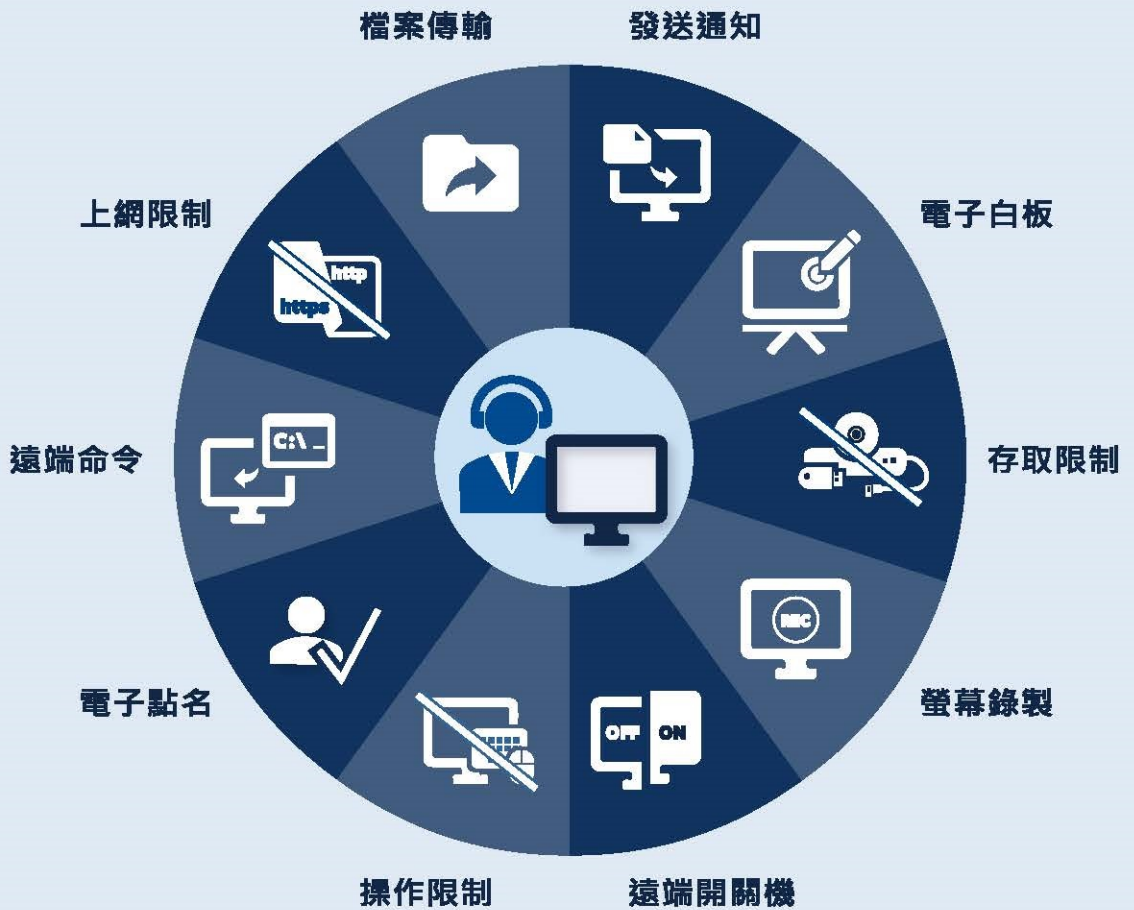 檔案傳輸
發送通知
上網限制
http
https
電子白板
遠端命令
C:\ _
存取限制
電子點名
REC
螢幕錄製
OFF
ON
操作限制
遠端開關機